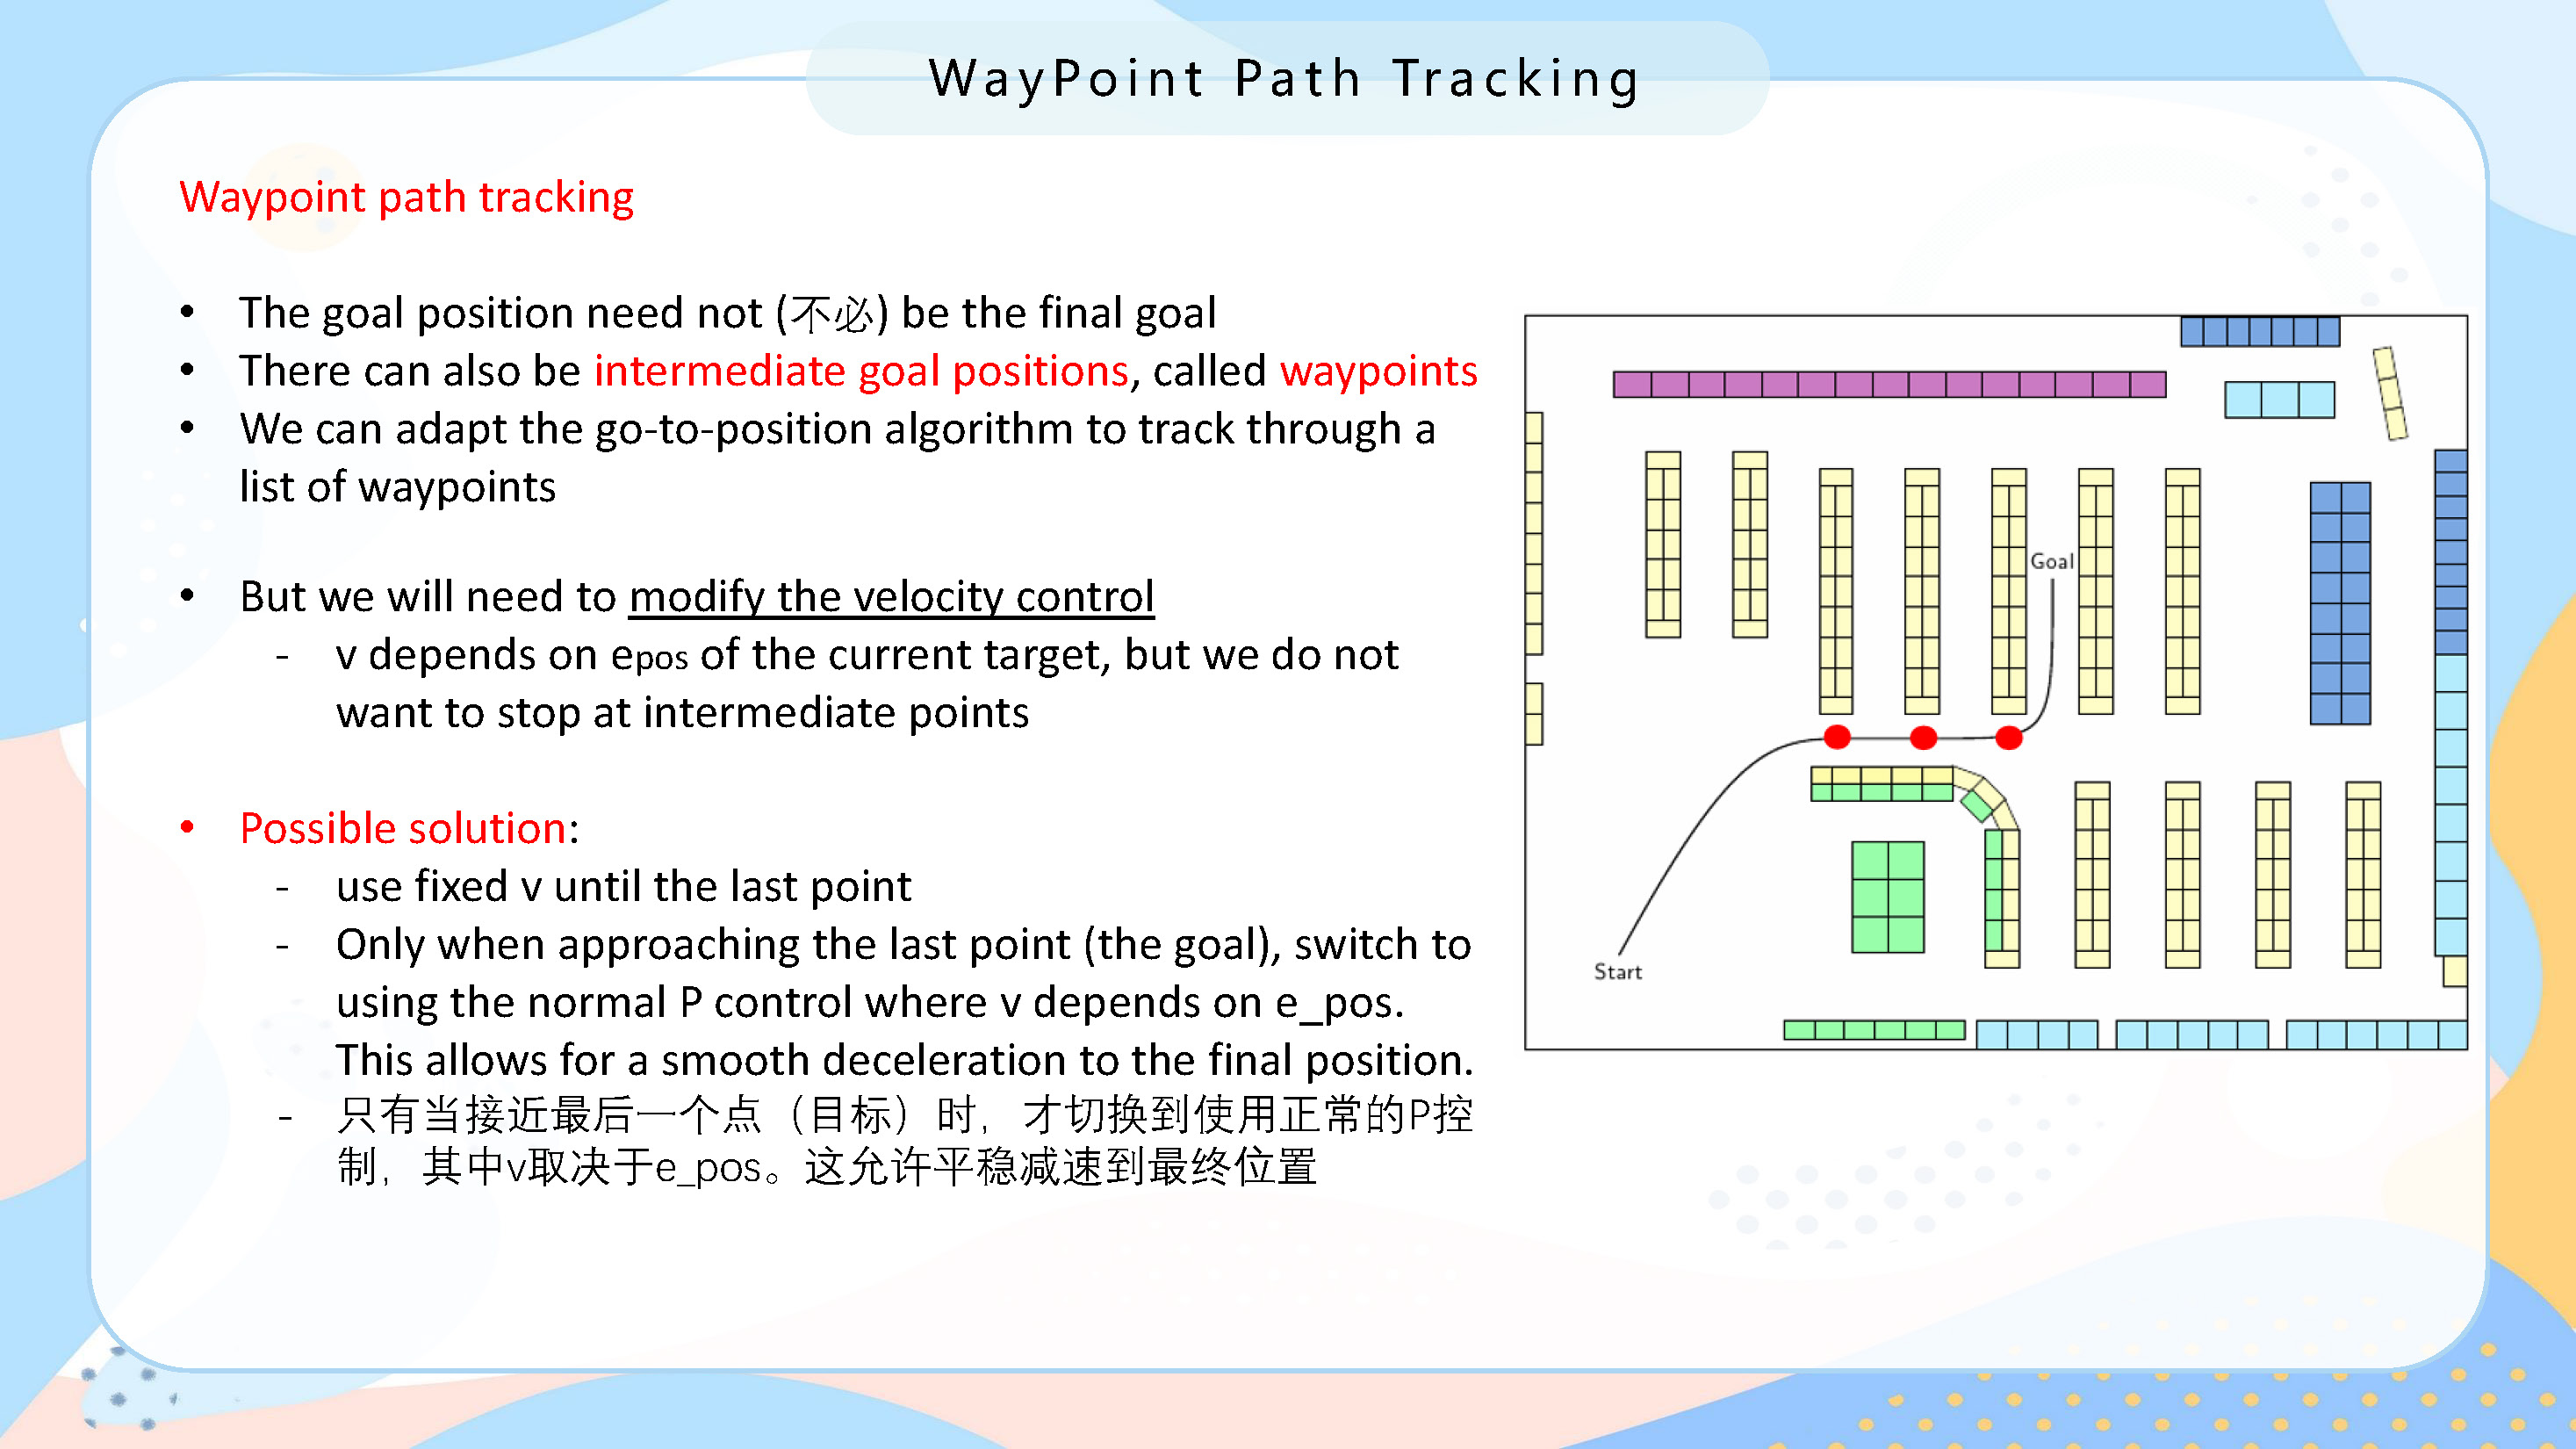 WayPoint Path Tracking
Waypoint path tracking
• The goal position need not (不必) be the final goal
• There can also be intermediate goal positions, called waypoints
• We can adapt the go-to-position algorithm to track through a
list of waypoints
• But we will need to modify the velocity control
- v depends on epos of the current target, but we do not
want to stop at intermediate points
• Possible solution:
- use fixed v until the last point
- Only when approaching the last point (the goal), switch to
using the normal P control where v depends on e_pos.
This allows for a smooth deceleration to the final position.
- 只有当接近最后一个点（目标）时，才切换到使用正常的P控
制，其中v取决于e_pos。这允许平稳减速到最终位置
Goal
Start